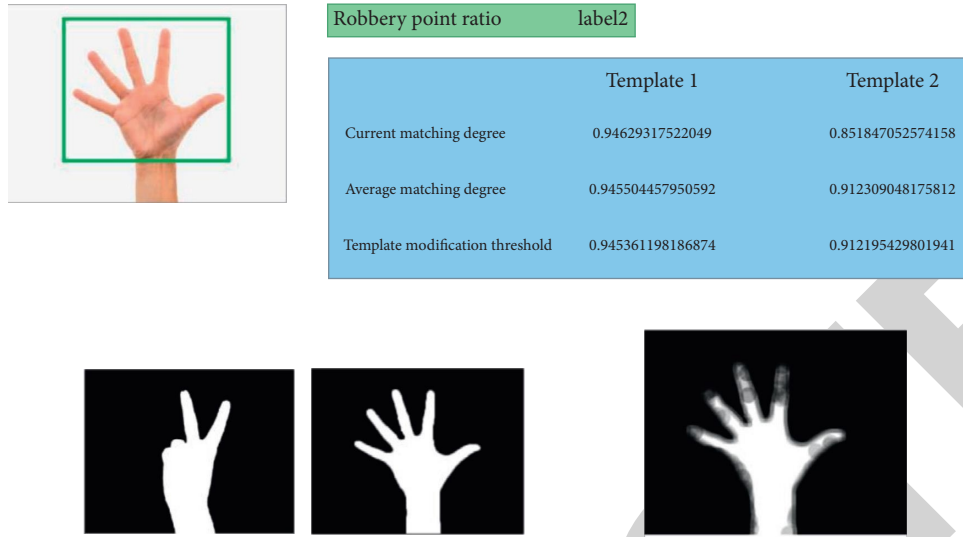 Robbery point ratio label2
Template 1 Template 2
Current matching degree 0.94629317522049 0.851847052574158
Average matching degree 0.945504457950592 0.912309048175812
Template modification threshold 0.945361198186874 0.912195429801941